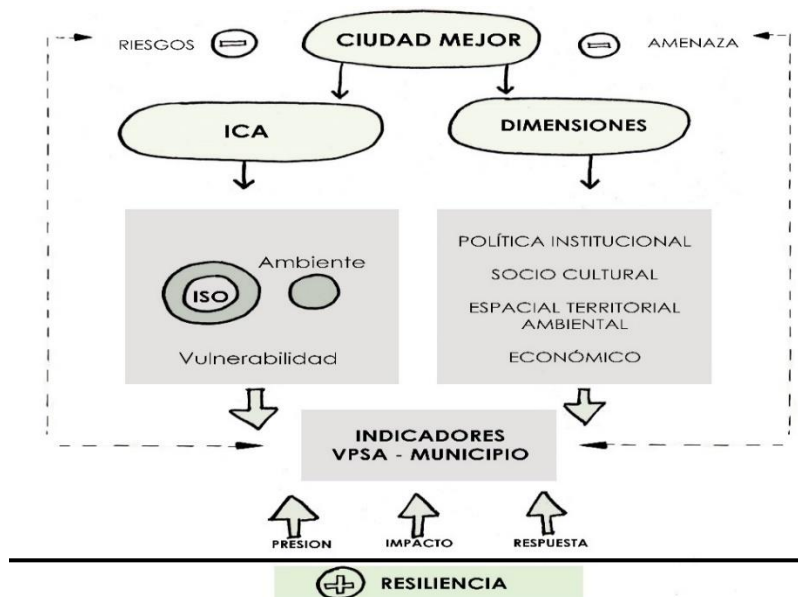 RIESGOS
CIUDAD MEJOR
AMENAZA
ICA
DIMENSIONES
Ambiente
ISO
Vulnerabilidad
POLÍTICA INSTITUCIONAL
SOCIO CULTURAL
ESPACIAL TERRITORIAL
AMBIENTAL
ECONÓMICO
INDICADORES
VPSA - MUNICIPIO
PRESION
IMPACTO
RESPUESTA
RESILIENCIA